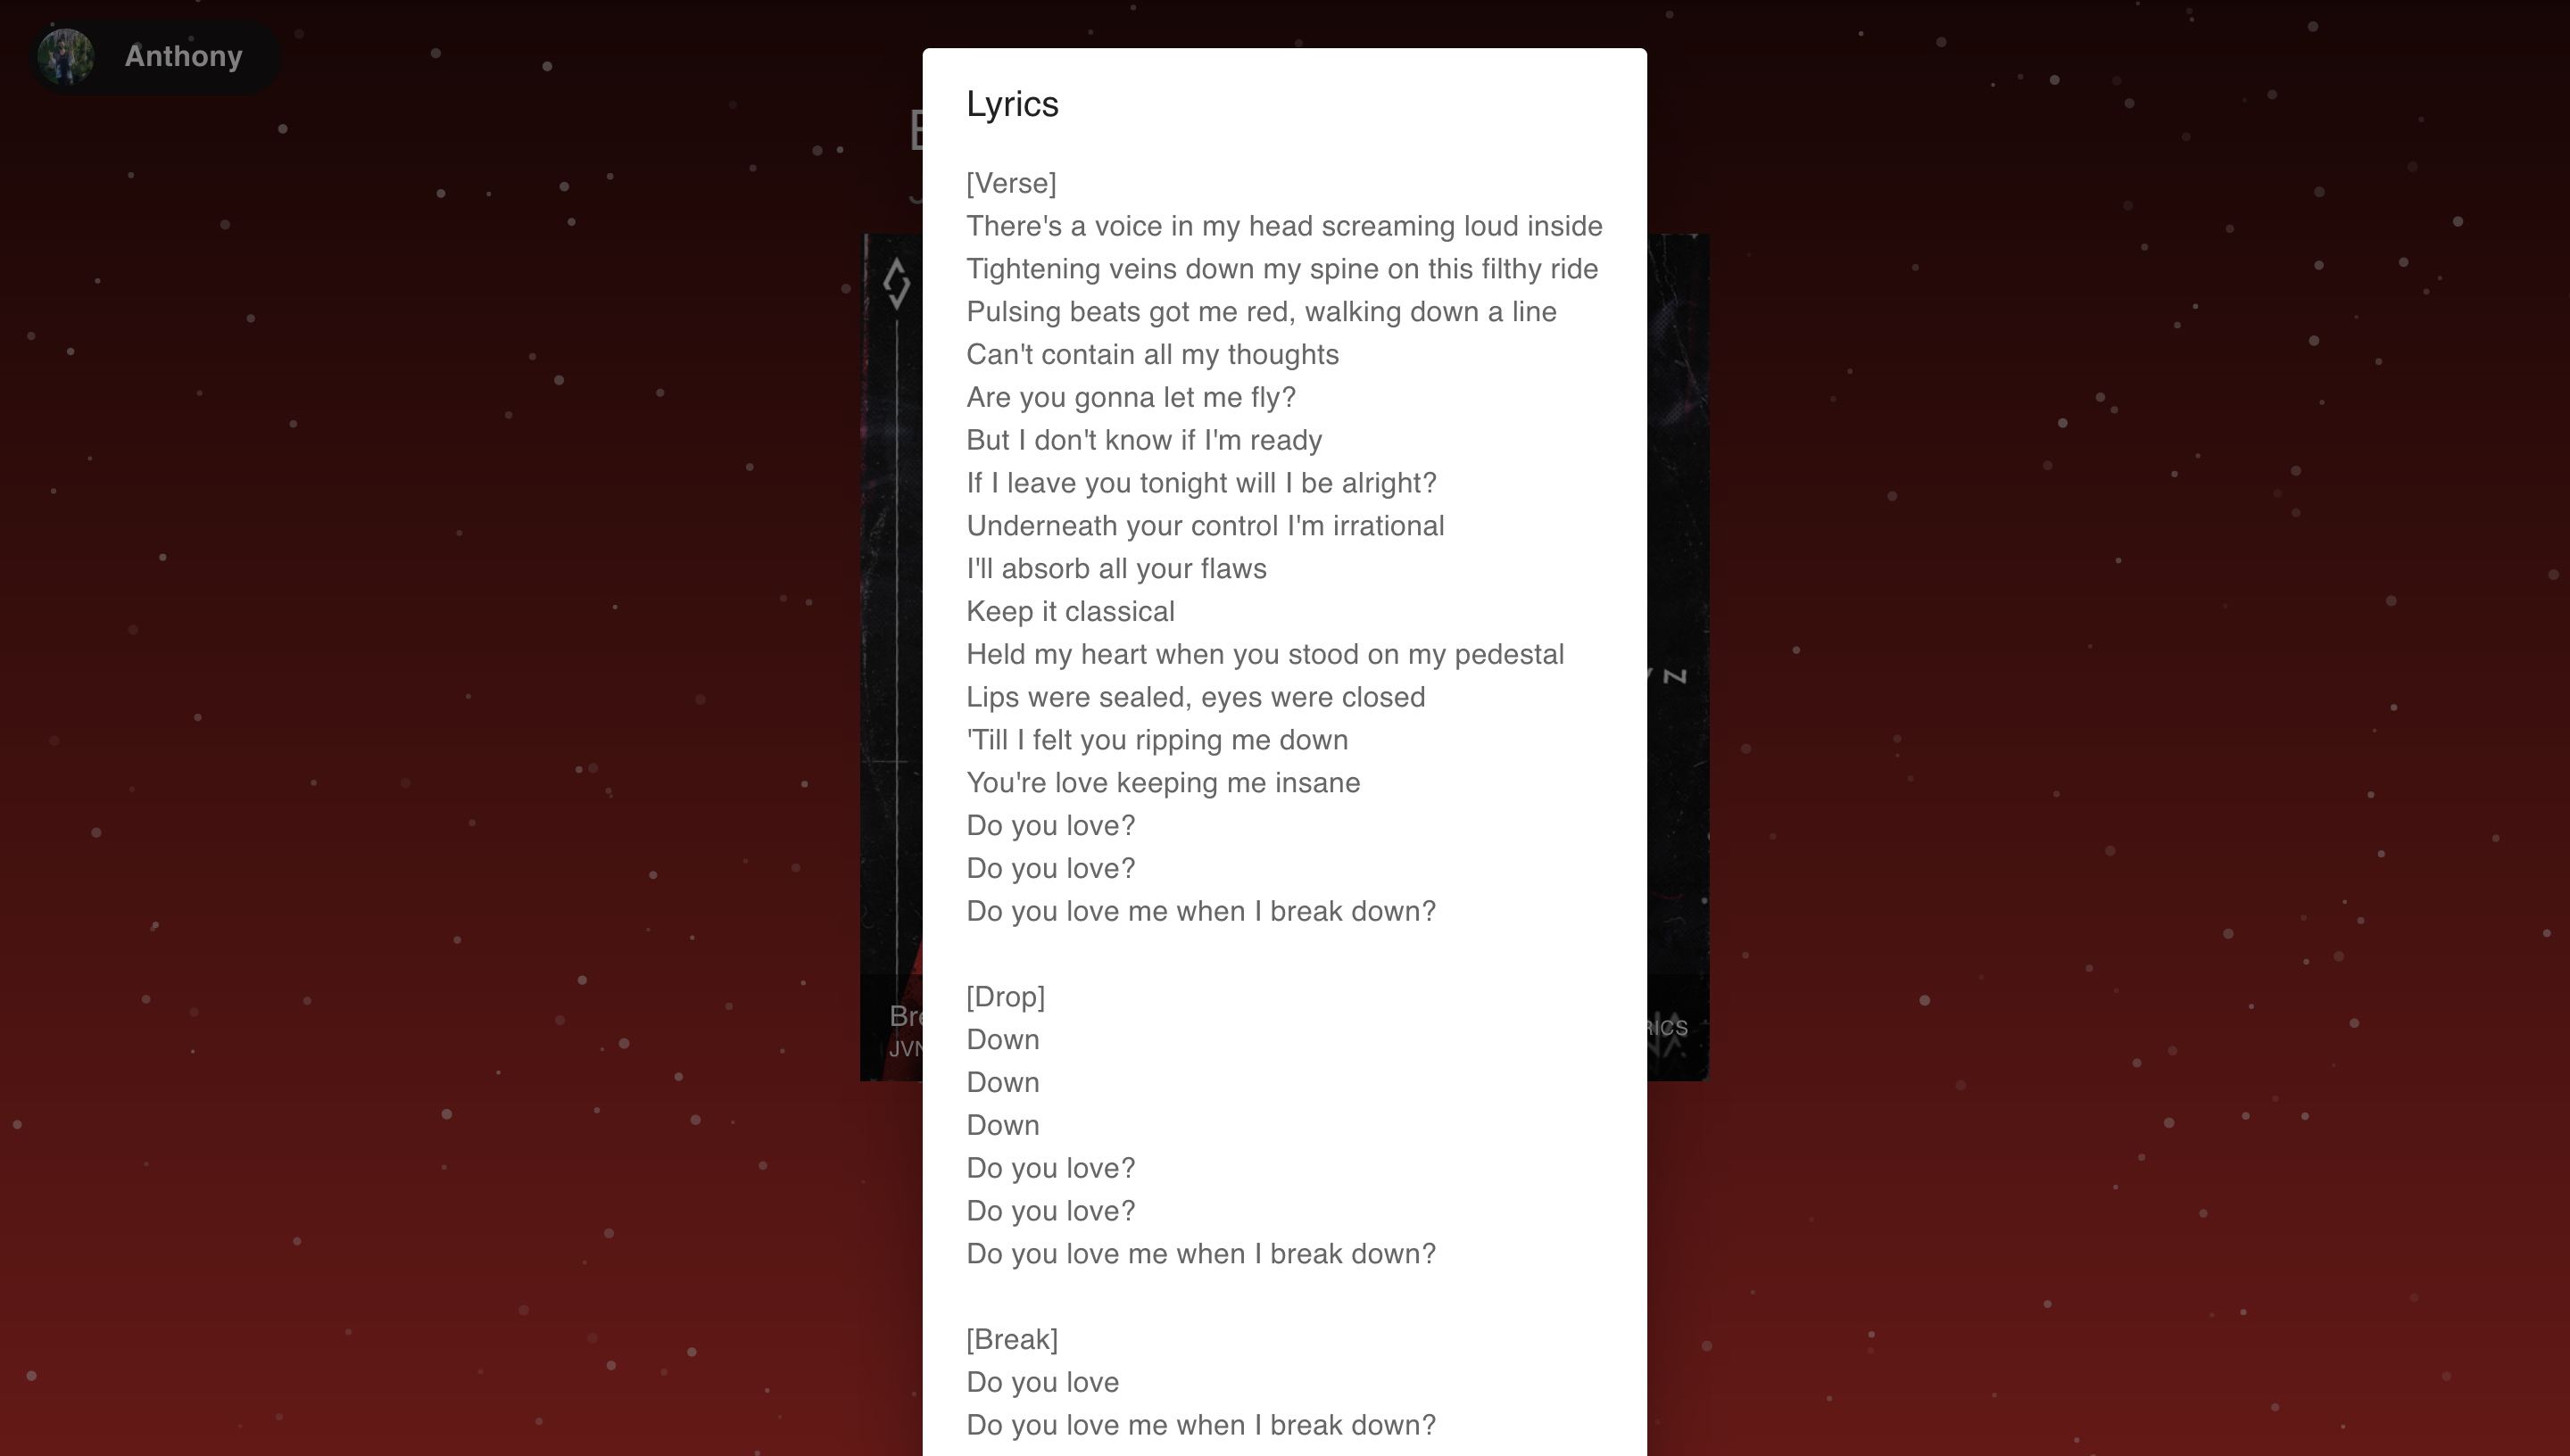 Anthony
Lyrics
[Verse]
There's a voice in my head screaming loud inside
Tightening veins down my spine on this filthy ride
Pulsing beats got me red, walking down a line
Can't contain all my thoughts
Are you gonna let me fly?
But I don't know if I'm ready
If I leave you tonight will I be alright?
Underneath your control I'm irrational
I'll absorb all your flaws
Keep it classical
Held my heart when you stood on my pedestal
Lips were sealed, eyes were closed
'Till I felt you ripping me down
You're love keeping me insane
Do you love?
Do you love?
Do you love me when I break down?
[Drop]
Down
Down
Down
Do you love?
Do you love?
Do you love me when I break down?
[Break]
Do you love
Do you love me when I break down?